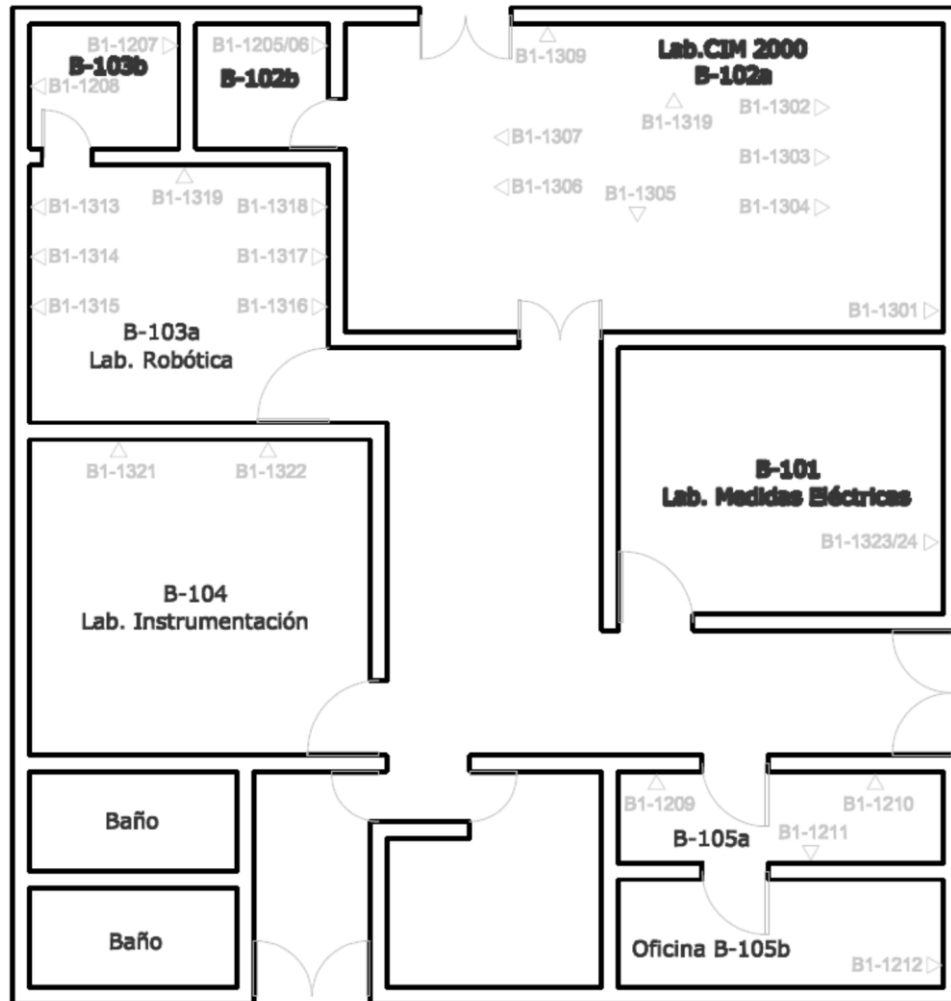 B1-1207
B-103b
B1-1208
B1-1205/06
B-102b
B1-1309
Lab.CIM 2000
B-102a
B1-1319
B1-1302
B1-1307
B1-1303
B1-1306
B1-1305
B1-1304
B1-1301
B1-1319
B1-1313
B1-1318
B1-1314
B1-1317
B1-1315
B1-1316
B-103a
Lab. Robótica
B1-1321
B1-1322
B-101
Lab. Medidas Eléctricas
B1-1323/24
B-104
Lab. Instrumentación
Baño
Baño
B1-1209
B1-1210
B1-1211
B-105a
Oficina B-105b
B1-1212